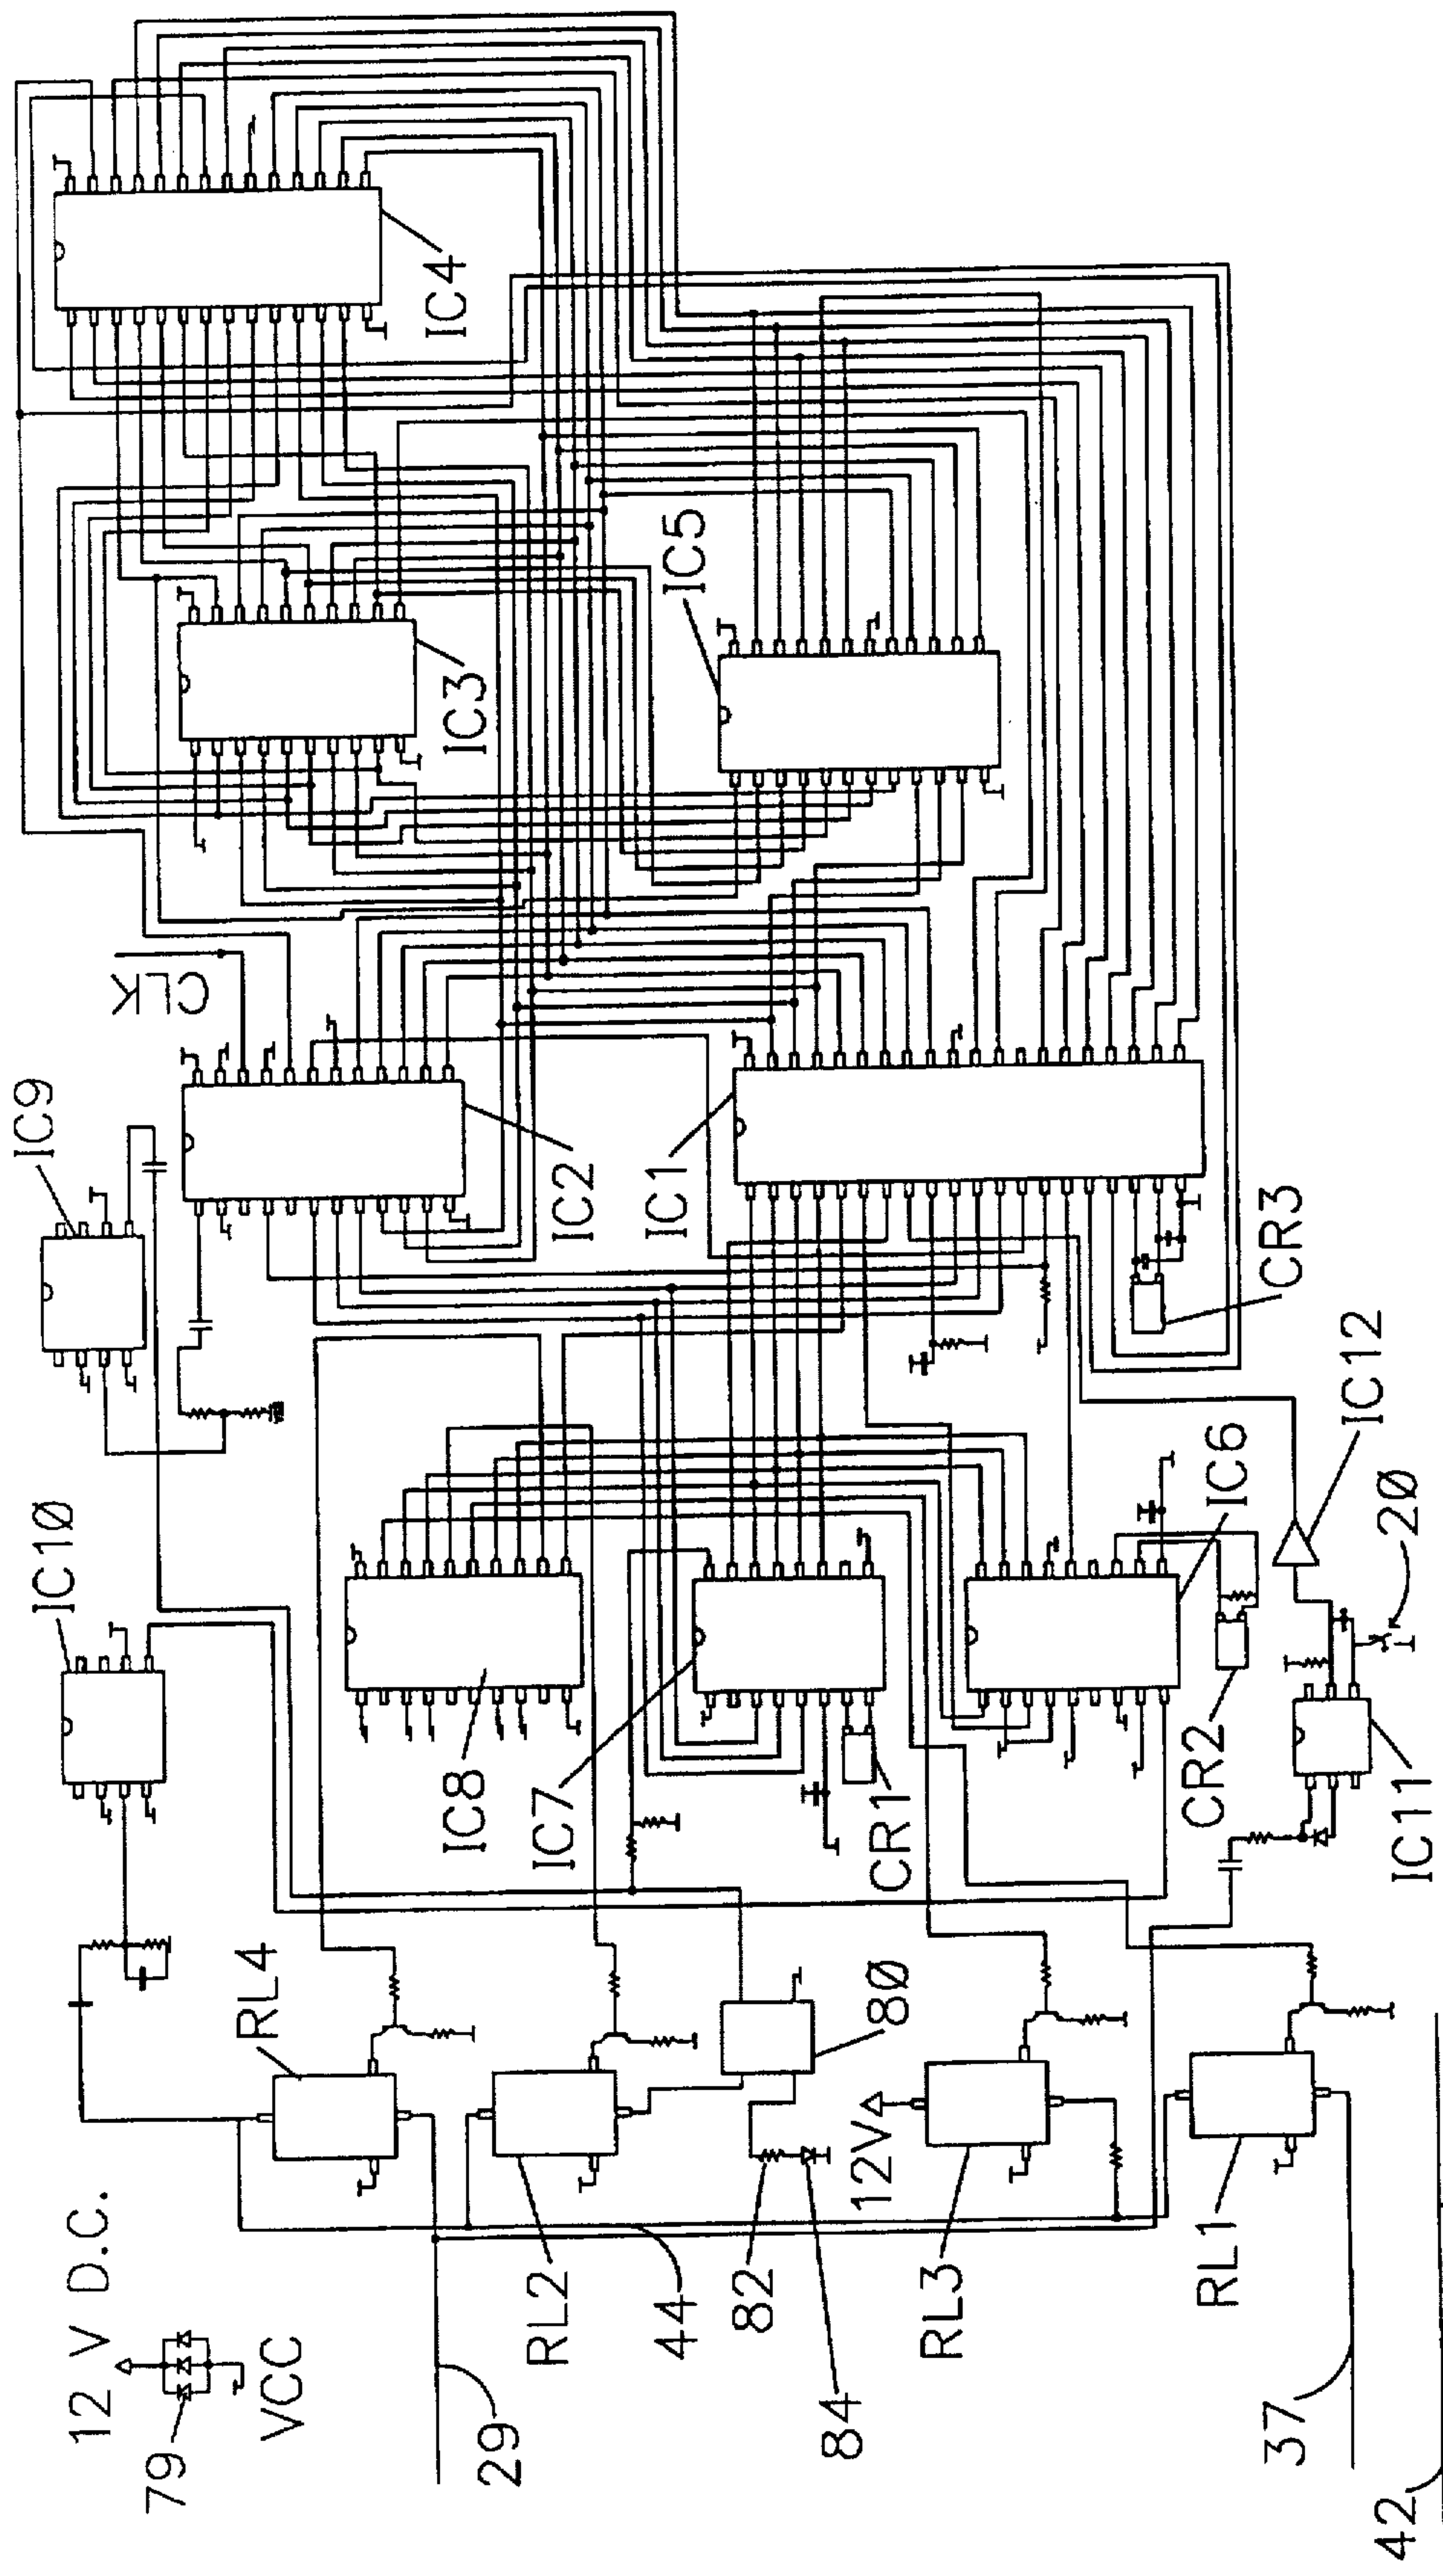 IC4
IC5
IC3
CLK
IC9
IC2
IC1
CR3
IC12
IC10
IC6
20
IC8
IC7
CR1
CR2
IC11
RL4
80
12V
12 V D.C.
RL2
44
82
RL3
RL1
79
VCC
29
84
37
42